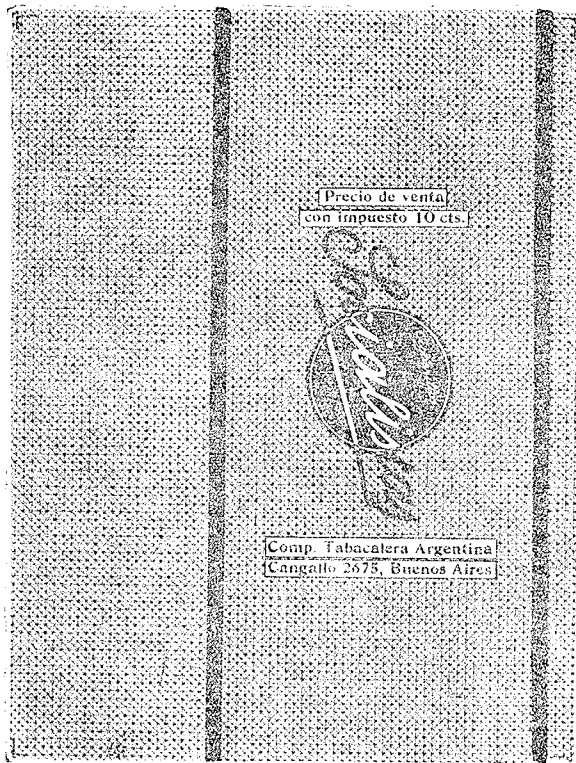 Precio de venta
con impuesto 10 cts.
Comp. Tabacalera Argentina
Cangallo 2675, Buenos Aires